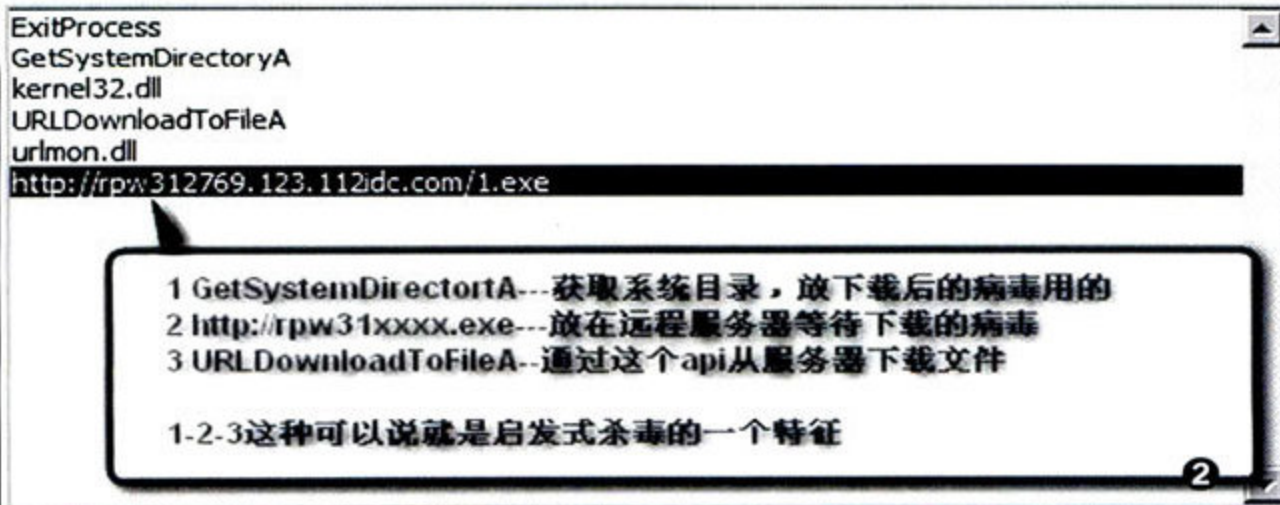 ExitProcess
GetSystemDirectoryA
kernel32.dll
URLDownloadToFileA
urlmon.dll
http://rpw312769.123.112idc.com/1.exe
1 GetSystemDirectortA---获取系统目录，放下载后的病毒用的
2 http://rpw31xxxx.exe---放在远程服务器等待下载的病毒
3 URLDownloadToFileA--通过这个api从服务器下载文件
1-2-3这种可以说就是启发式杀毒的一个特征
2